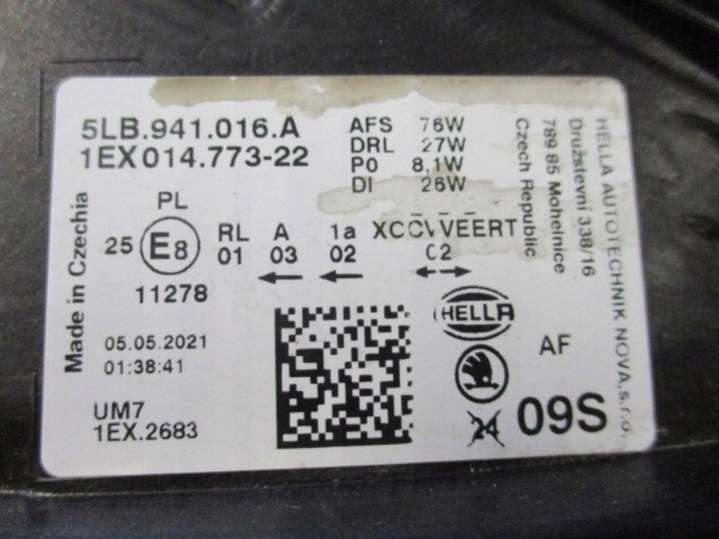 5LB.941.016.A
1EX014.773-22
AFS 76W
DRL 27W
P0 8,1W
DI 26W
HELLA AUTOTECHNIK NOVA,s.r.o.
Družstevní 338/16
789 85 Mohelnice
Czech Republic
Made in Czechia
PL
25 E8
11278
RL A 1a
01 03 02 02
05.05.2021
01:38:41
UM7
1EX.2683
HELLA
AF
24 09S